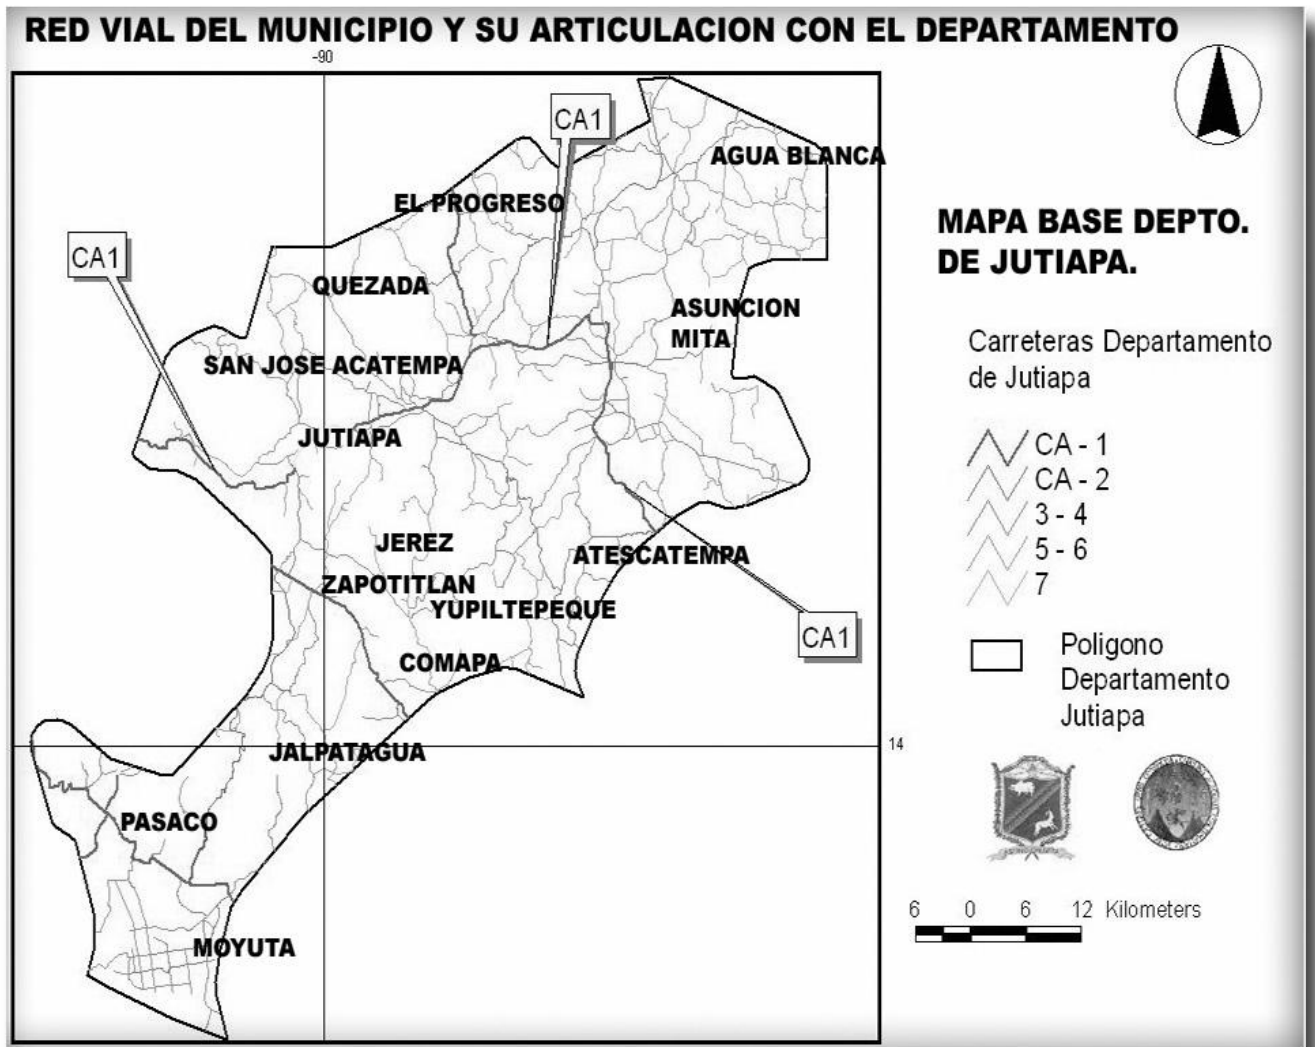 RED VIAL DEL MUNICIPIO Y SU ARTICULACION CON EL DEPARTAMENTO
-90
CA1
AGUA BLANCA
EL PROGRESO
CA1
QUEZADA
ASUNCION
MITA
SAN JOSE ACATEMPA
JUTIAPA
JEREZ
ATESCATEMPA
ZAPOTITLAN
YUPILTEPEQUE
CA1
COMAPA
14
JALPATAGUA
PASACO
MOYUTA
MAPA BASE DEPTO.
DE JUTIAPA.
Carreteras Departamento
de Jutiapa
CA - 1
CA - 2
3 - 4
5 - 6
7
Poligono
Departamento
Jutiapa
6 0 6 12 Kilometers